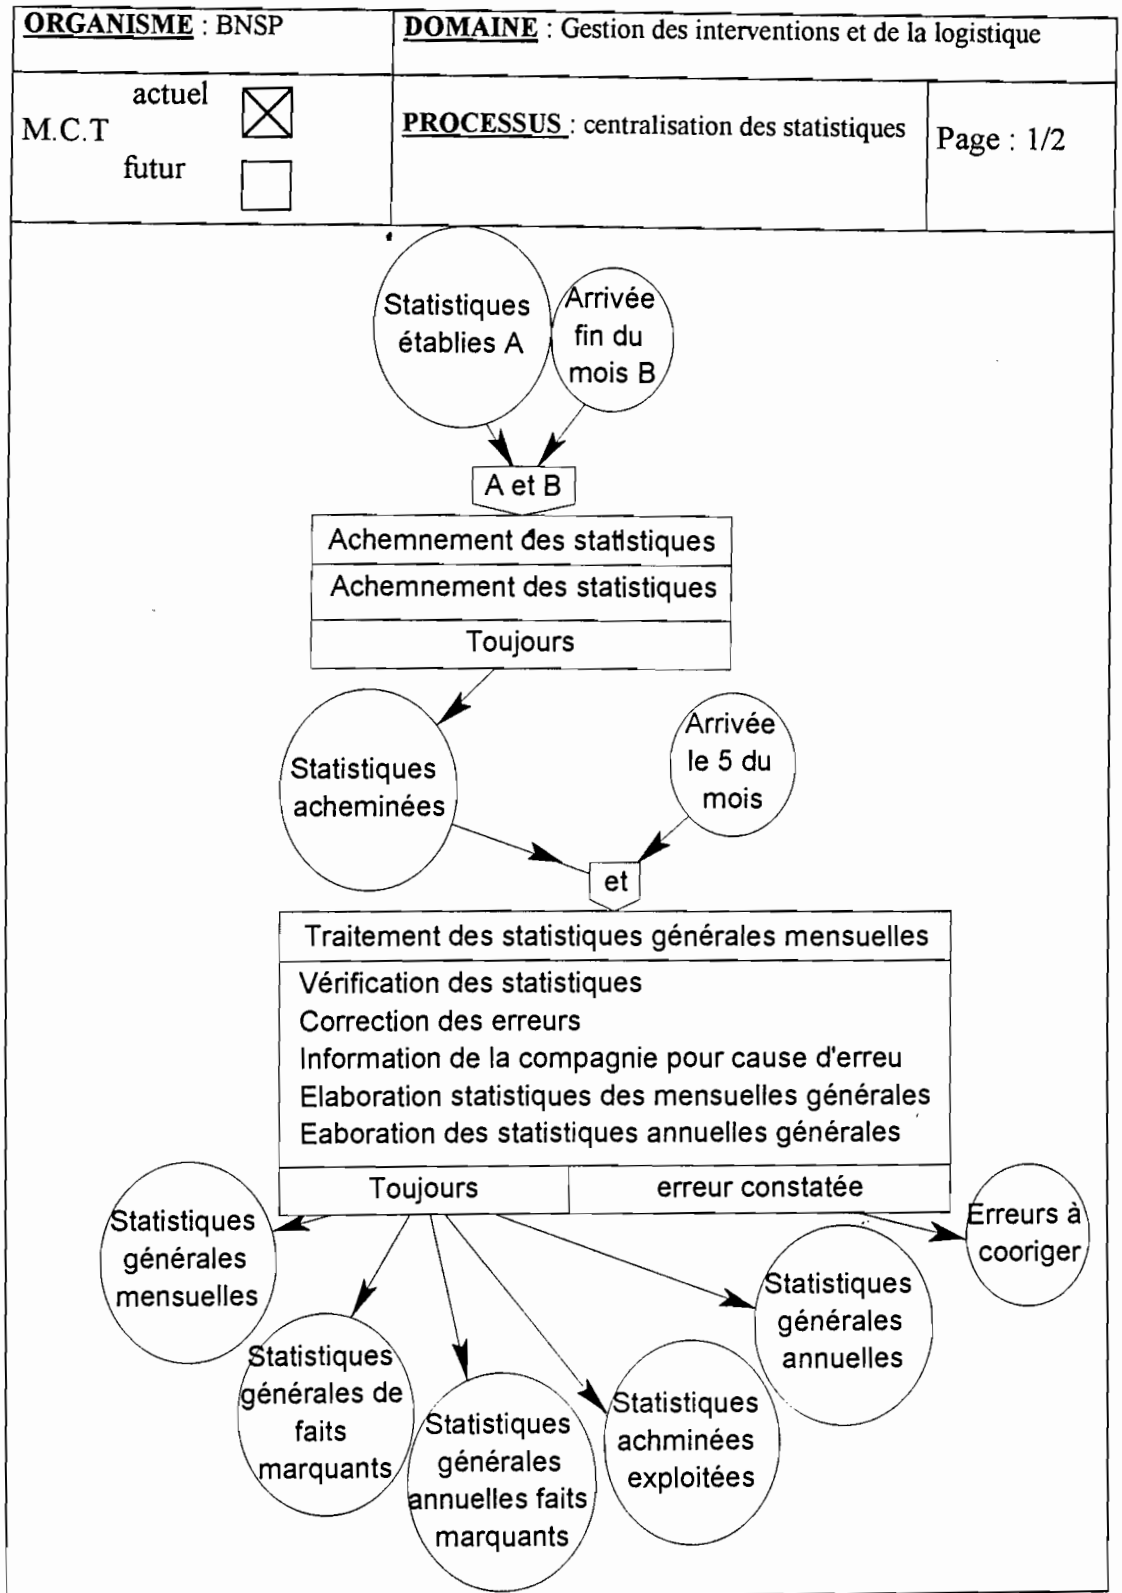 ORGANISME : BNSP
DOMAINE : Gestion des interventions et de la logistique
actuel
M.C.T
futur
PROCESSUS : centralisation des statistiques
Page : 1/2
Statistiques
établies A
Arrivée
fin du
mois B
A et B
Achemnement des statistiques
Achemnement des statistiques
Toujours
Statistiques
acheminées
Arrivée
le 5 du
mois
et
Traitement des statistiques générales mensuelles
Vérification des statistiques
Correction des erreurs
Information de la compagnie pour cause d'erreu
Elaboration statistiques des mensuelles générales
Eaboration des statistiques annuelles générales
Toujours
erreur constatée
Statistiques
générales
mensuelles
Statistiques
générales de
faits
marquants
Statistiques
générales
annuelles faits
marquants
Statistiques
achminées
exploitées
Statistiques
générales
annuelles
Erreurs à
cooriger